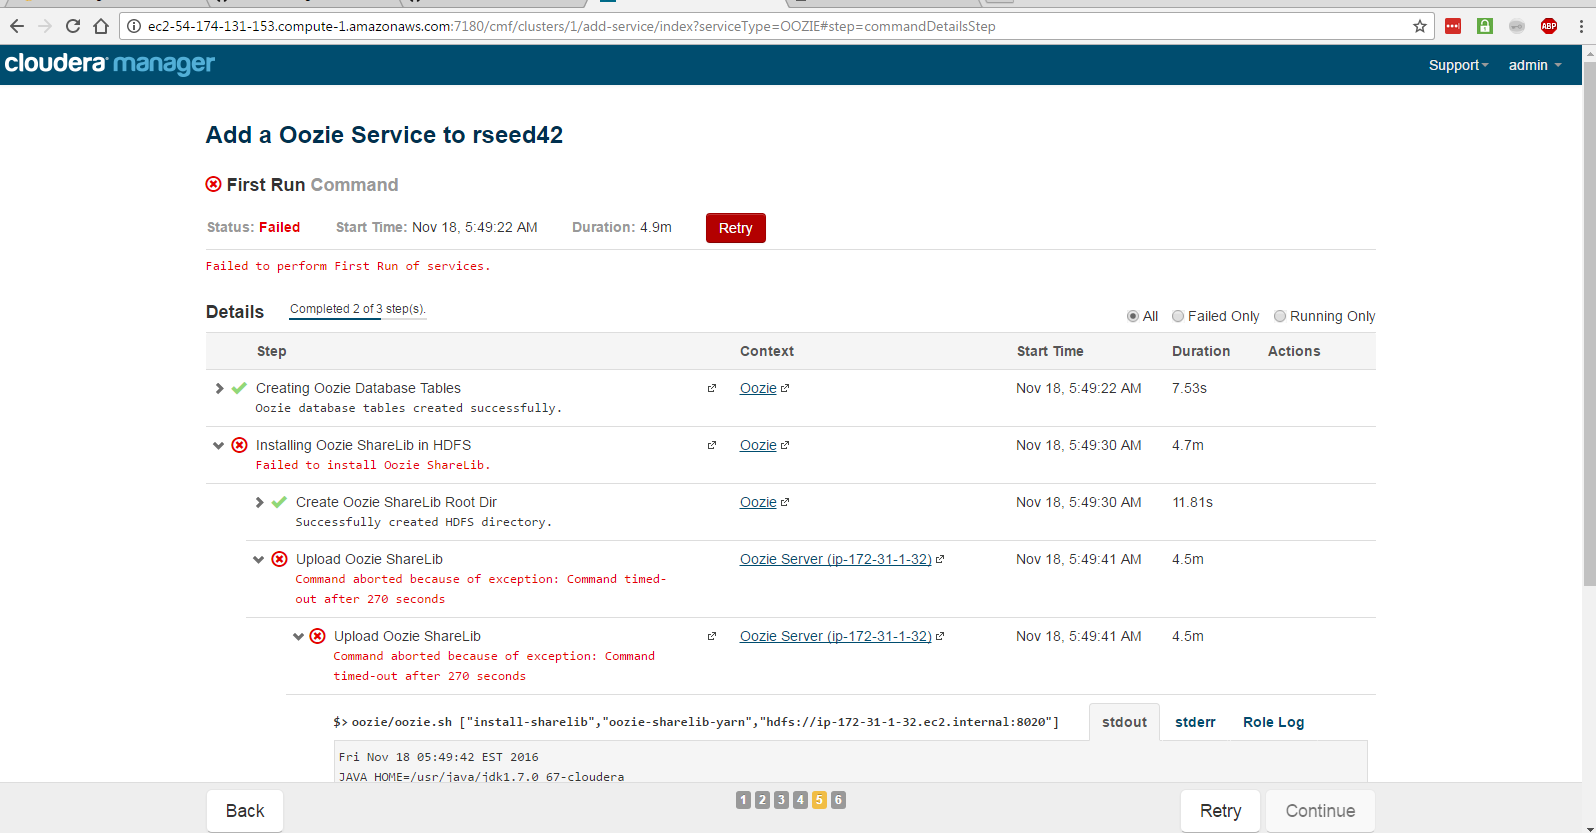 ec2-54-174-131-153.compute-1.amazonaws.com:7180/cmf/clusters/1/add-service/index?serviceType=OOZIE#step=commandDetailsStep
ABP
cloudera manager
Support
admin
Add a Oozie Service to rseed42
First Run Command
Status: Failed Start Time: Nov 18, 5:49:22 AM Duration: 4.9m Retry
Failed to perform First Run of services.
Details Completed 2 of 3 step(s).
All Failed Only Running Only
Step Context Start Time Duration Actions
Creating Oozie Database Tables Oozie Nov 18, 5:49:22 AM 7.53s
Oozie database tables created successfully.
Installing Oozie ShareLib in HDFS Oozie Nov 18, 5:49:30 AM 4.7m
Failed to install Oozie ShareLib.
Create Oozie ShareLib Root Dir Oozie Nov 18, 5:49:30 AM 11.81s
Successfully created HDFS directory.
Upload Oozie ShareLib Oozie Server (ip-172-31-1-32) Nov 18, 5:49:41 AM 4.5m
Command aborted because of exception: Command timed-
out after 270 seconds
Upload Oozie ShareLib Oozie Server (ip-172-31-1-32) Nov 18, 5:49:41 AM 4.5m
Command aborted because of exception: Command
timed-out after 270 seconds
$> oozie/oozie.sh ["install-sharelib","oozie-sharelib-yarn","hdfs://ip-172-31-1-32.ec2.internal:8020"] stdout stderr Role Log
Fri Nov 18 05:49:42 EST 2016
JAVA_HOME=/usr/java/jdk1.7.0_67-cloudera
Back 1 2 3 4 5 6 Retry Continue